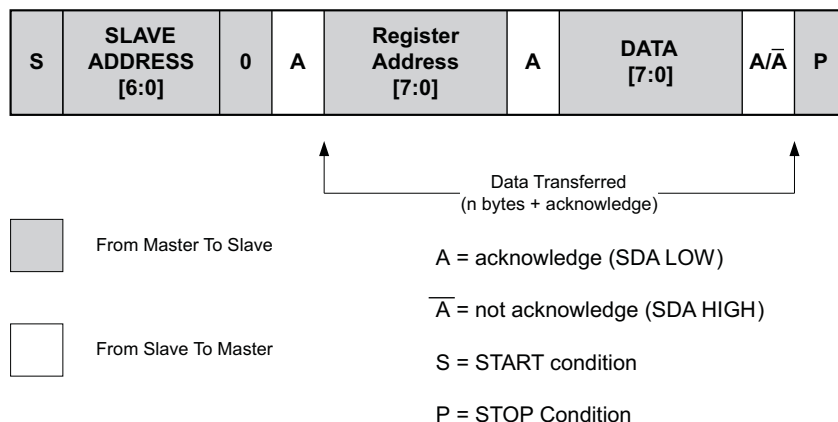 S
SLAVE
ADDRESS
[6:0]
0
A
Register
Address
[7:0]
A
DATA
[7:0]
A/A̅
P
Data Transferred
(n bytes + acknowledge)
From Master To Slave
From Slave To Master
A = acknowledge (SDA LOW)
A̅ = not acknowledge (SDA HIGH)
S = START condition
P = STOP Condition